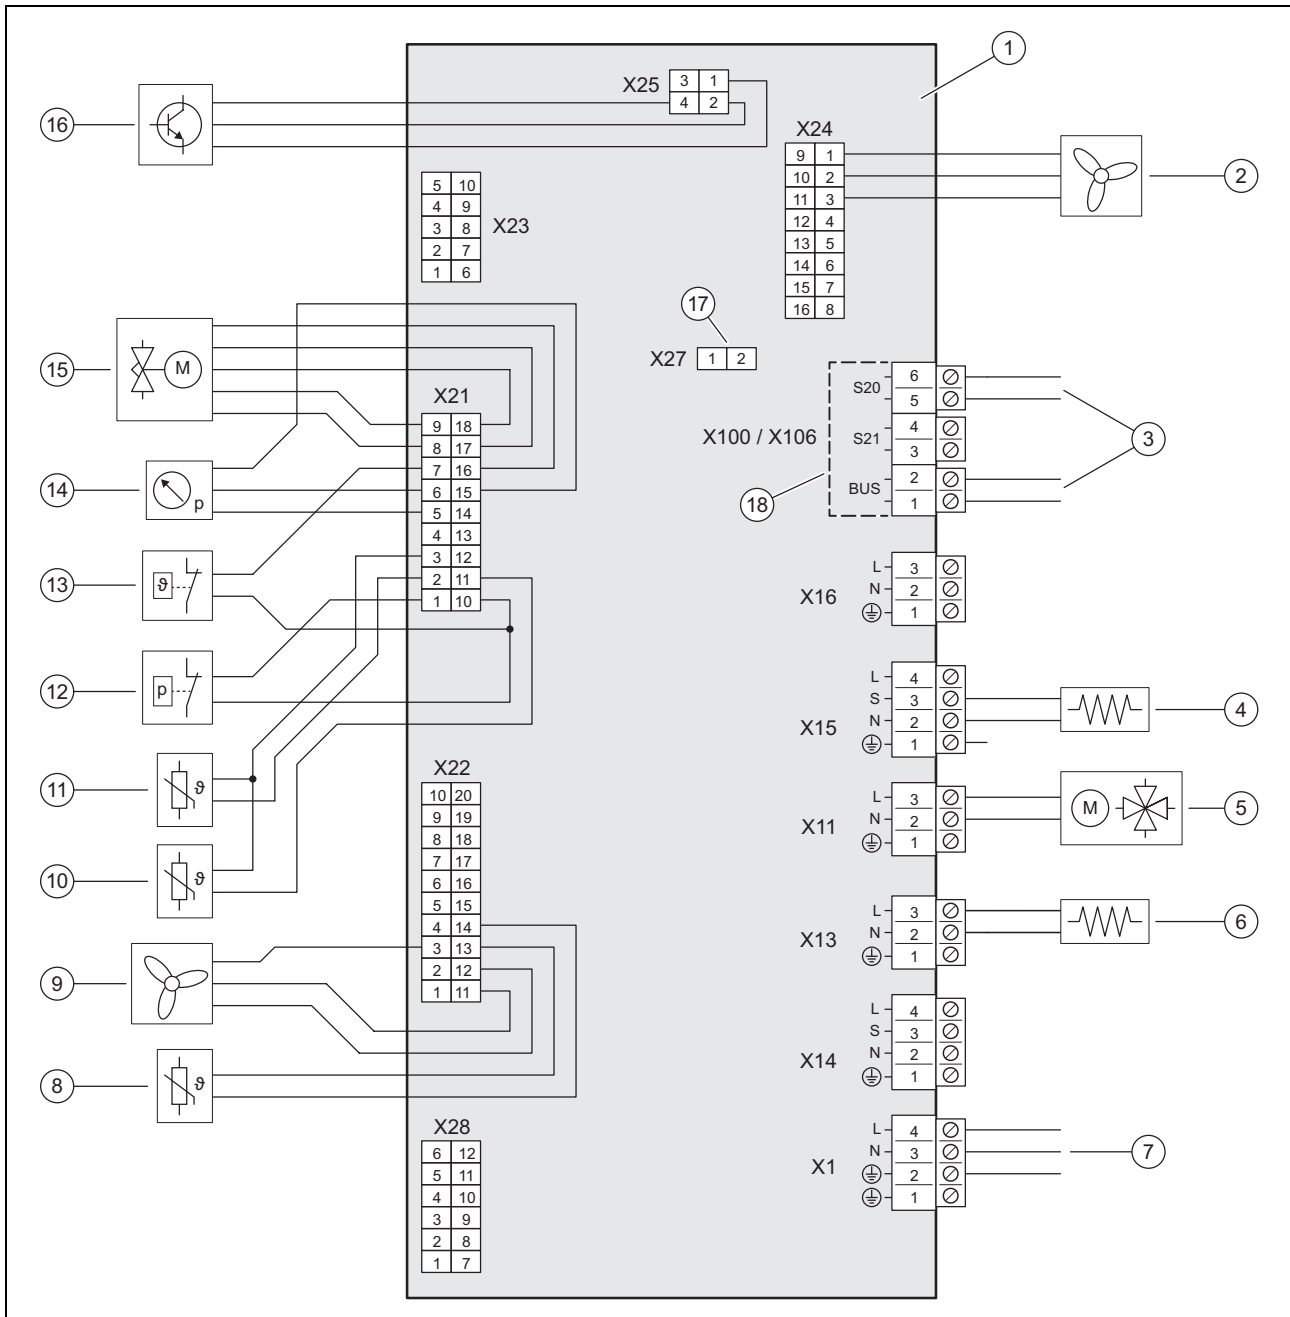 1
X25
3 1
4 2
16
X24
9 1
10 2
11 3
12 4
13 5
14 6
15 7
16 8
2
5 10
4 9
3 8
2 7
1 6
X23
17
X27
1 2
15
M
X21
9 18
8 17
7 16
6 15
5 14
4 13
3 12
2 11
1 10
X100 / X106
S20
6
5
S21
4
3
BUS
2
1
3
18
14
p
13
ϑ
X16
L 3
N 2
1
12
p
X15
L 4
S 3
N 2
1
4
11
ϑ
X22
10 20
9 19
8 18
7 17
6 16
5 15
4 14
3 13
2 12
1 11
X11
L 3
N 2
1
M
5
10
ϑ
X13
L 3
N 2
1
6
9
X14
L 4
S 3
N 2
1
8
ϑ
X28
6 12
5 11
4 10
3 9
2 8
1 7
X1
L 4
N 3
2
1
7